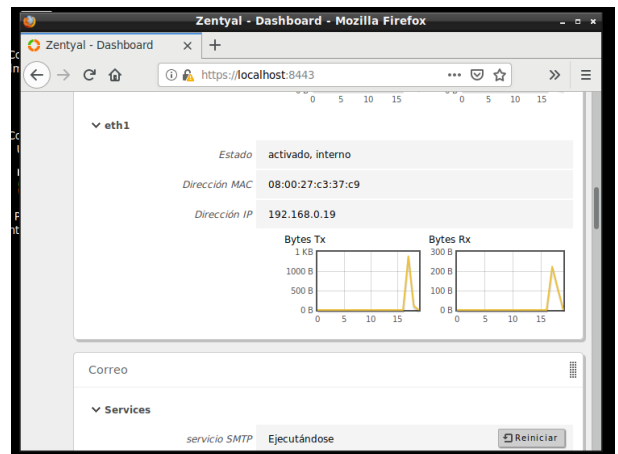 Zentyal - Dashboard - Mozilla Firefox
Zentyal - Dashboard
https://localhost:8443
0 5 10 15 0 5 10 15
eth1
Estado activado, interno
Dirección MAC 08:00:27:c3:37:c9
Dirección IP 192.168.0.19
Bytes Tx Bytes Rx
1 KB 300 B
1000 B 200 B
500 B 100 B
0 B 0 B
0 5 10 15 0 5 10 15
Correo
Services
servicio SMTP Ejecutándose Reiniciar